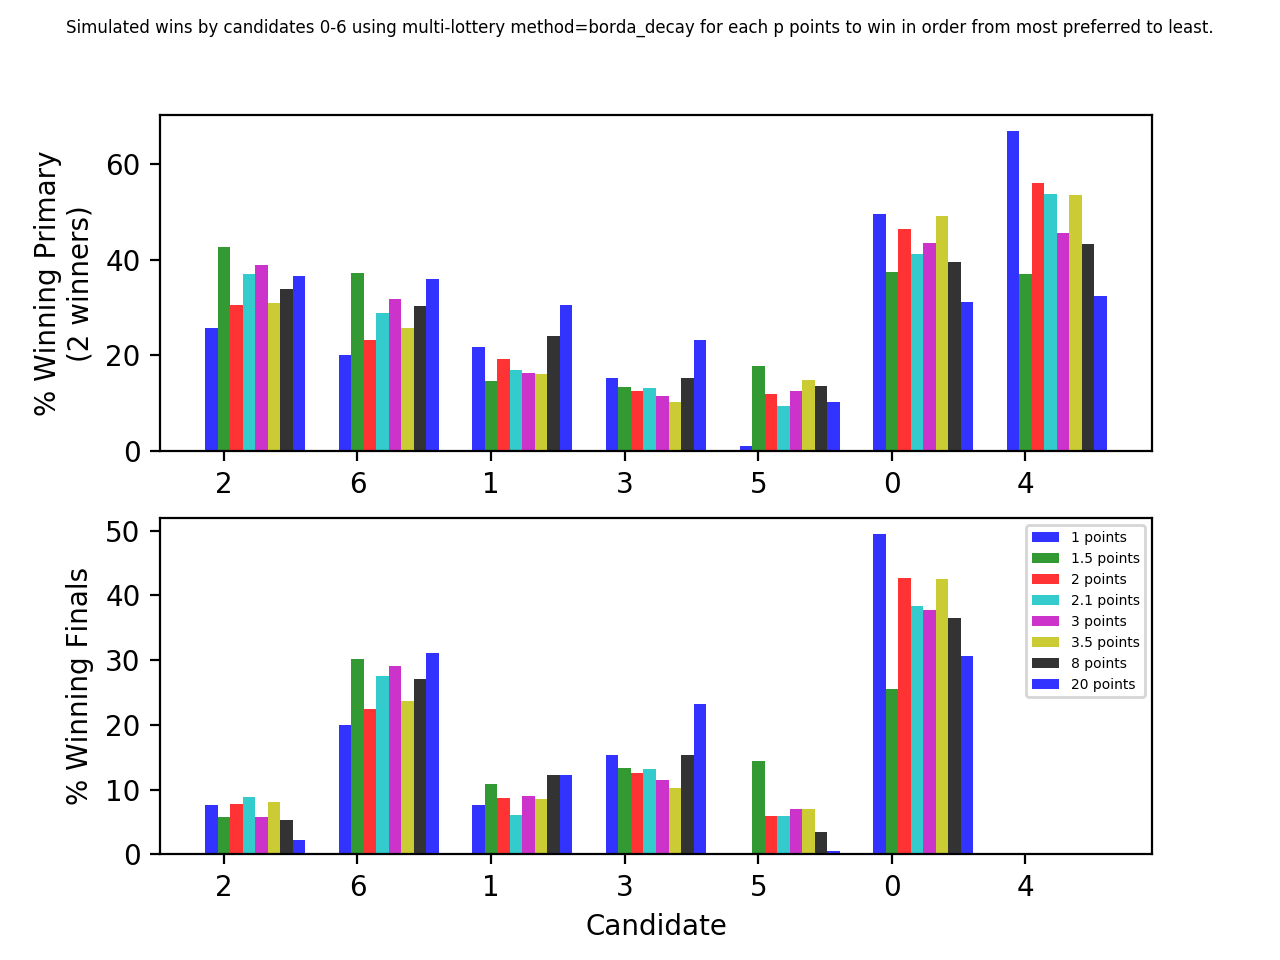 Simulated wins by candidates 0-6 using multi-lottery method=borda_decay for each p points to win in order from most preferred to least.
% Winning Primary
(2 winners)
60
40
20
0
2 6 1 3 5 0 4
% Winning Finals
50
40
30
20
10
0
1 points
1.5 points
2 points
2.1 points
3 points
3.5 points
8 points
20 points
2 6 1 3 5 0 4
Candidate